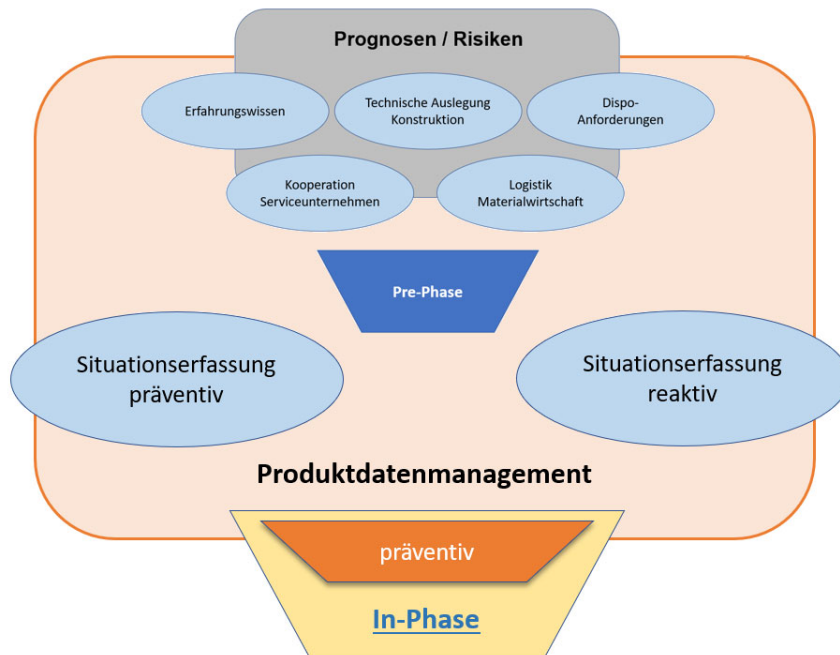 Prognosen / Risiken
Erfahrungswissen
Technische Auslegung
Konstruktion
Dispo-
Anforderungen
Kooperation
Serviceunternehmen
Logistik
Materialwirtschaft
Pre-Phase
Situationserfassung
präventiv
Situationserfassung
reaktiv
Produktdatenmanagement
präventiv
In-Phase